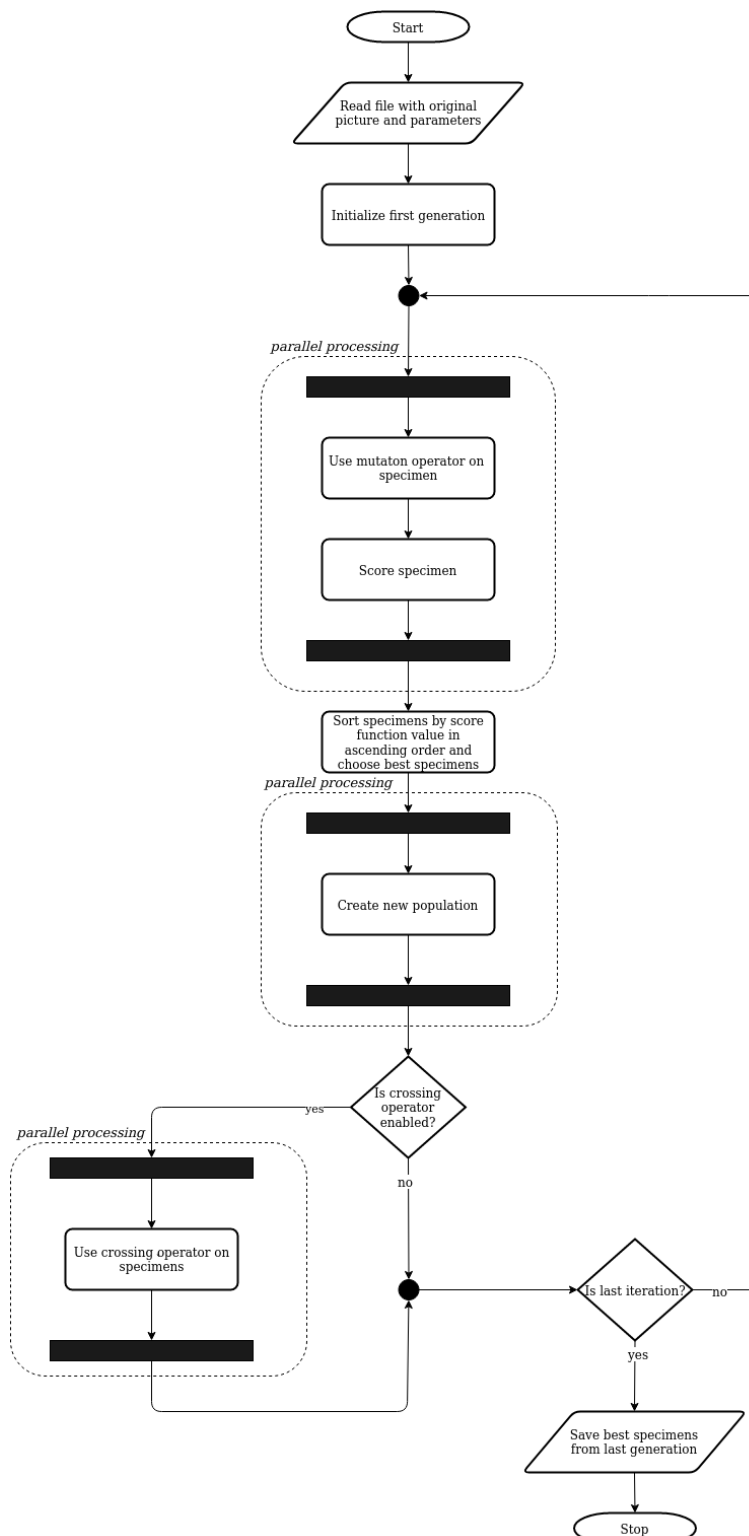 Start
Read file with original
picture and parameters
Initialize first generation
parallel processing
Use mutaton operator on
specimen
Score specimen
Sort specimens by score
function value in
ascending order and
choose best specimens
parallel processing
Create new population
Is crossing
operator
enabled?
yes
parallel processing
no
Use crossing operator on
specimens
Is last iteration?
no
yes
Save best specimens
from last generation
Stop